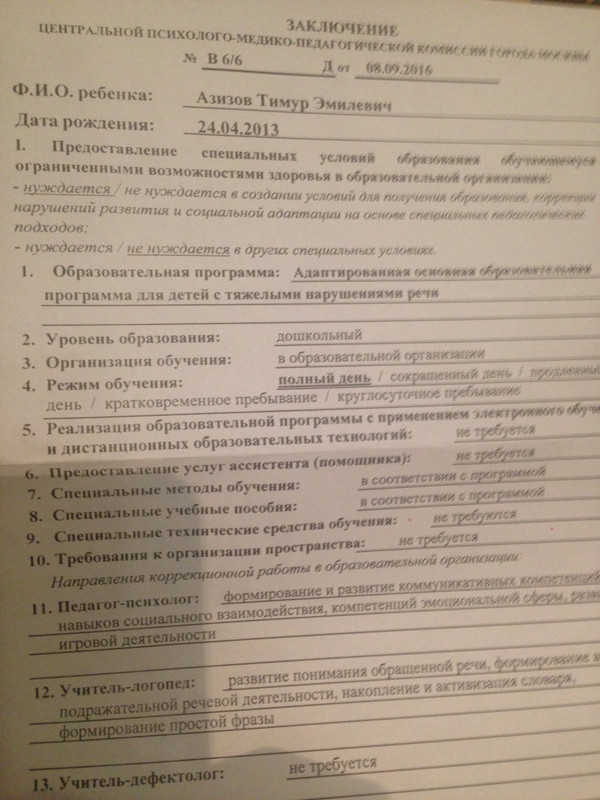 ЗАКЛЮЧЕНИЕ
ЦЕНТРАЛЬНОЙ ПСИХОЛОГО-МЕДИКО-ПЕДАГОГИЧЕСКОЙ КОМИССИИ ГОРОДА МОСКВЫ
№ В 6/6 Д от 08.09.2016
Ф.И.О. ребенка: Азизов Тимур Эмилевич
Дата рождения: 24.04.2013
I. Предоставление специальных условий образования обучающемуся
ограниченными возможностями здоровья в образовательной организации:
- нуждается / не нуждается в создании условий для получения образования, коррекции
нарушений развития и социальной адаптации на основе специальных педагогических
подходов:
- нуждается / не нуждается в других специальных условиях.
1. Образовательная программа: Адаптированная основная образовательная
программа для детей с тяжелыми нарушениями речи
2. Уровень образования: дошкольный
3. Организация обучения: в образовательной организации
4. Режим обучения: полный день / сокращенный день /
день / кратковременное пребывание / круглосуточное пребывание
5. Реализация образовательной программы с применением электронного
и дистанционных образовательных технологий: не требуется
6. Предоставление услуг ассистента (помощника): не требуется
7. Специальные методы обучения: в соответствии с программой
8. Специальные учебные пособия: в соответствии с программой
9. Специальные технические средства обучения: не требуются
10. Требования к организации пространства: не требуется
Направления коррекционной работы в образовательной организации:
11. Педагог-психолог: формирование и развитие коммуникативных компетенций
навыков социального взаимодействия, компетенций эмоциональной сферы,
игровой деятельности
12. Учитель-логопед: развитие понимания обращенной речи, формирование
подражательной речевой деятельности, накопление и активизация словаря,
формирование простой фразы
13. Учитель-дефектолог: не требуется